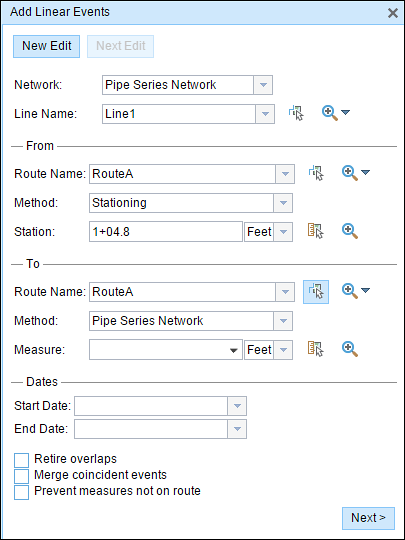 Add Linear Events
New Edit Next Edit
Network: Pipe Series Network
Line Name: Line1
From
Route Name: RouteA
Method: Stationing
Station: 1+04.8 Feet
To
Route Name: RouteA
Method: Pipe Series Network
Measure: Feet
Dates
Start Date:
End Date:
Retire overlaps
Merge coincident events
Prevent measures not on route
Next >